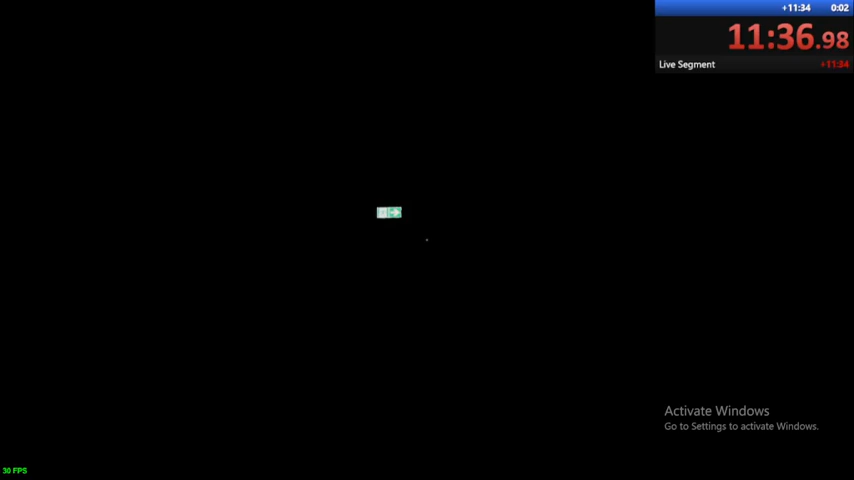 +11:34 0:02
11:36.98
Live Segment +11:34
Activate Windows
Go to Settings to activate Windows.
30 FPS